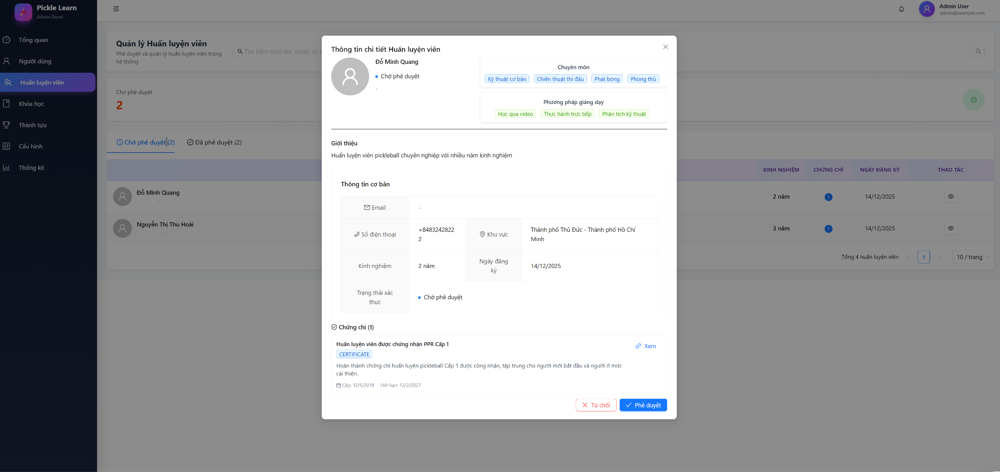 Pickle Learn
Admin Panel
Tổng quan
Người dùng
Huấn luyện viên
Khóa học
Thành tựu
Cấu hình
Thống kê
Admin User
admin@example.com
Quản lý Huấn luyện viên
Phê duyệt và quản lý huấn luyện viên trong
hệ thống
Tìm kiếm theo tên, email, số
Chờ phê duyệt
2
Chờ phê duyệt (2)
Đã phê duyệt (2)
KINH NGHIỆM
CHỨNG CHỈ
NGÀY ĐĂNG KÝ
THAO TÁC
Đỗ Minh Quang
-
2 năm
1
14/12/2025
Nguyễn Thị Thu Hoài
-
3 năm
1
14/12/2025
Tổng 4 huấn luyện viên
1
10 / trang
Thông tin chi tiết Huấn luyện viên
Đỗ Minh Quang
Chờ phê duyệt
-
Chuyên môn
Kỹ thuật cơ bản
Chiến thuật thi đấu
Phát bóng
Phòng thủ
Phương pháp giảng dạy
Học qua video
Thực hành trực tiếp
Phân tích kỹ thuật
Giới thiệu
Huấn luyện viên pickleball chuyên nghiệp với nhiều năm kinh nghiệm
Thông tin cơ bản
Email
-
Số điện thoại
+8483242822
2
Khu vực
Thành phố Thủ Đức - Thành phố Hồ Chí
Minh
Kinh nghiệm
2 năm
Ngày đăng
ký
14/12/2025
Trạng thái xác
thực
Chờ phê duyệt
Chứng chỉ (1)
Huấn luyện viên được chứng nhận PPR Cấp 1
Xem
CERTIFICATE
Hoàn thành chứng chỉ huấn luyện pickleball Cấp 1 được công nhận, tập trung cho người mới bắt đầu và người ở mức
cải thiện.
Cấp: 12/5/2018
Hết hạn: 12/2/2027
Từ chối
Phê duyệt